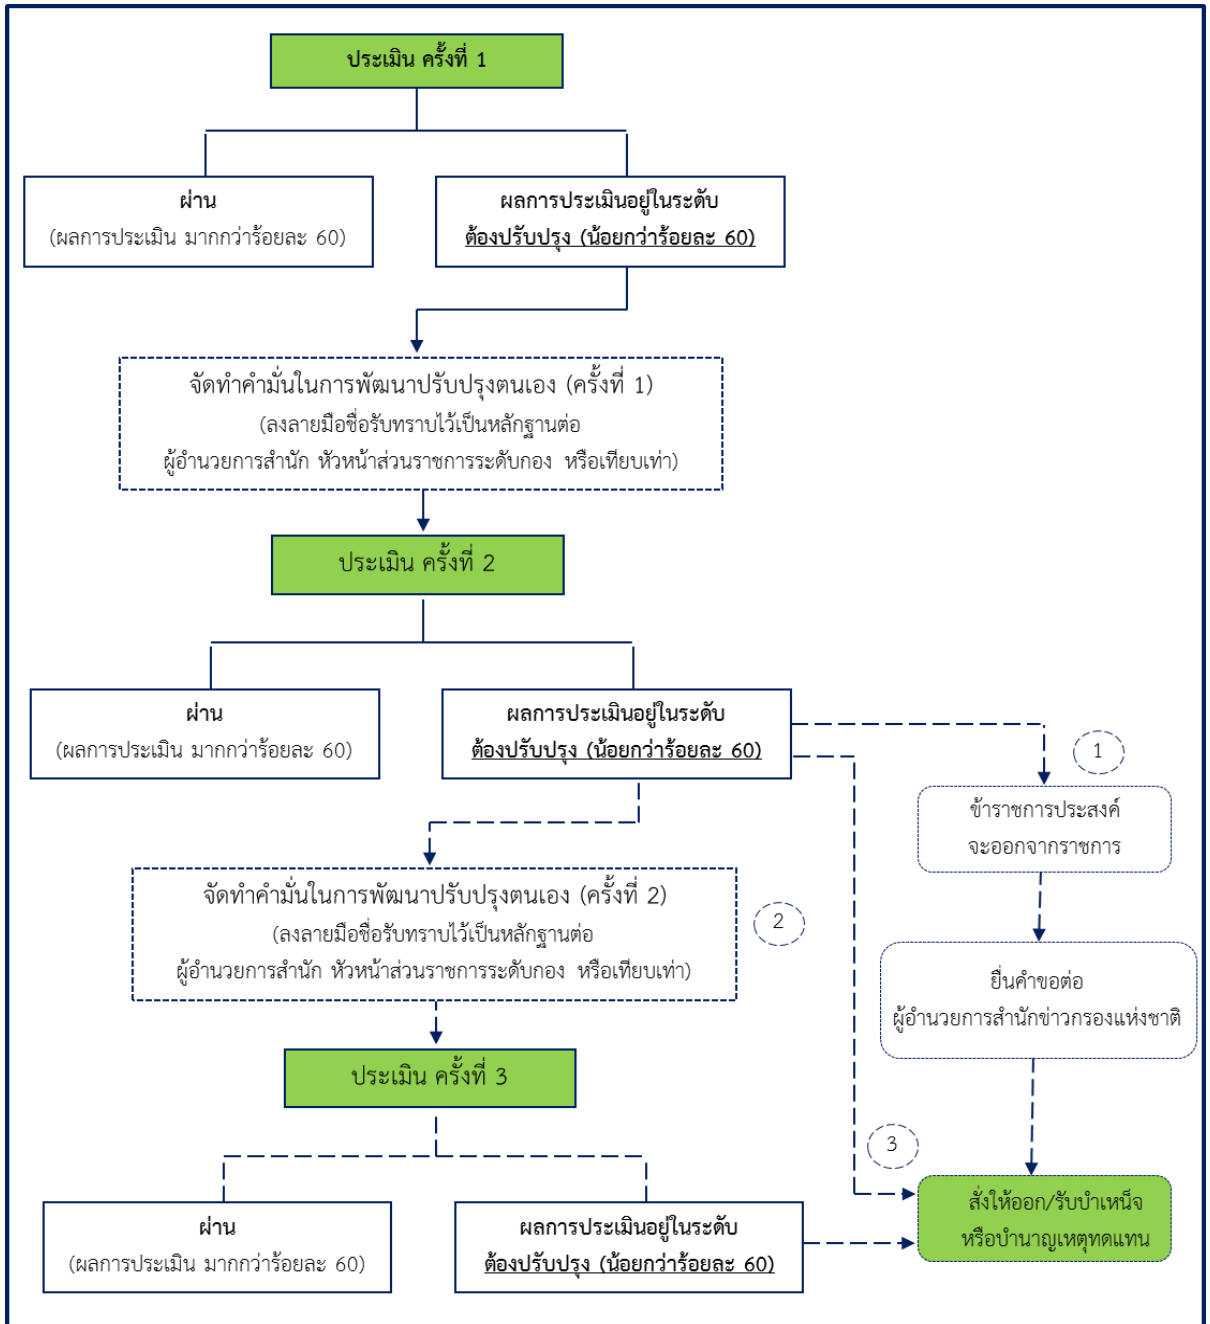 ประเมิน ครั้งที่ 1
ผ่าน
(ผลการประเมิน มากกว่าร้อยละ 60)
ผลการประเมินอยู่ในระดับ
ต้องปรับปรุง (น้อยกว่าร้อยละ 60)
จัดทำคำมั่นในการพัฒนาปรับปรุงตนเอง (ครั้งที่ 1)
(ลงลายมือชื่อรับทราบไว้เป็นหลักฐานต่อ
ผู้อำนวยการสำนัก หัวหน้าส่วนราชการระดับกอง หรือเทียบเท่า)
ประเมิน ครั้งที่ 2
ผ่าน
(ผลการประเมิน มากกว่าร้อยละ 60)
ผลการประเมินอยู่ในระดับ
ต้องปรับปรุง (น้อยกว่าร้อยละ 60)
1
ข้าราชการประสงค์
จะออกจากราชการ
จัดทำคำมั่นในการพัฒนาปรับปรุงตนเอง (ครั้งที่ 2)
(ลงลายมือชื่อรับทราบไว้เป็นหลักฐานต่อ
ผู้อำนวยการสำนัก หัวหน้าส่วนราชการระดับกอง หรือเทียบเท่า)
2
ยื่นคำขอต่อ
ผู้อำนวยการสำนักข่าวกรองแห่งชาติ
ประเมิน ครั้งที่ 3
3
ผ่าน
(ผลการประเมิน มากกว่าร้อยละ 60)
ผลการประเมินอยู่ในระดับ
ต้องปรับปรุง (น้อยกว่าร้อยละ 60)
สั่งให้ออก/รับบำเหน็จ
หรือบำนาญเหตุทดแทน